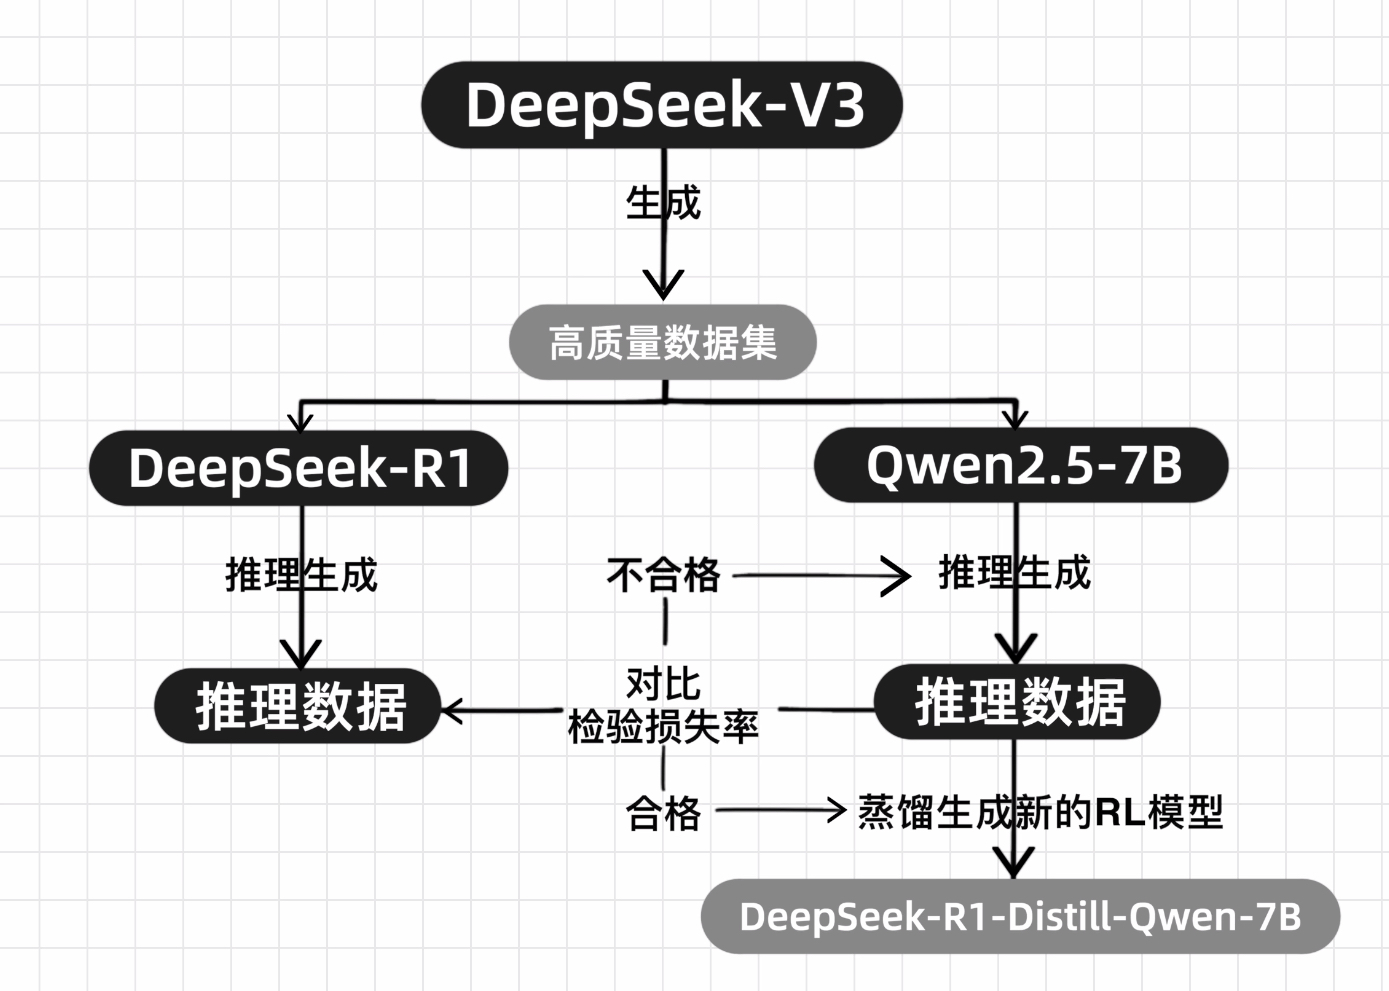 DeepSeek-V3
生成
高质量数据集
DeepSeek-R1
Qwen2.5-7B
推理生成
不合格
推理生成
推理数据
对比
检验损失率
推理数据
合格
蒸馏生成新的RL模型
DeepSeek-R1-Distill-Qwen-7B